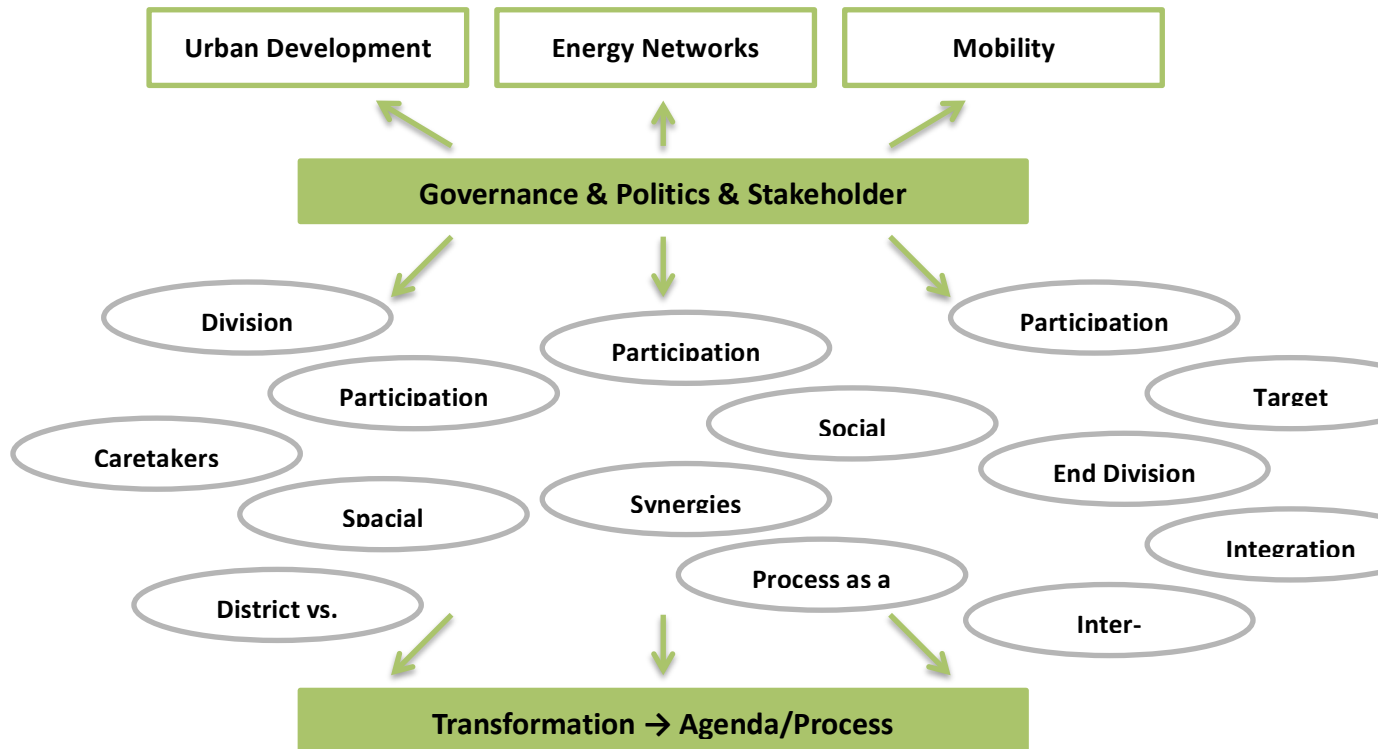 Urban Development
Energy Networks
Mobility
Governance & Politics & Stakeholder
Division
Participation
Participation
Participation
Target
Social
Caretakers
End Division
Synergies
Spacial
Integration
Process as a
District vs.
Inter-
Transformation → Agenda/Process